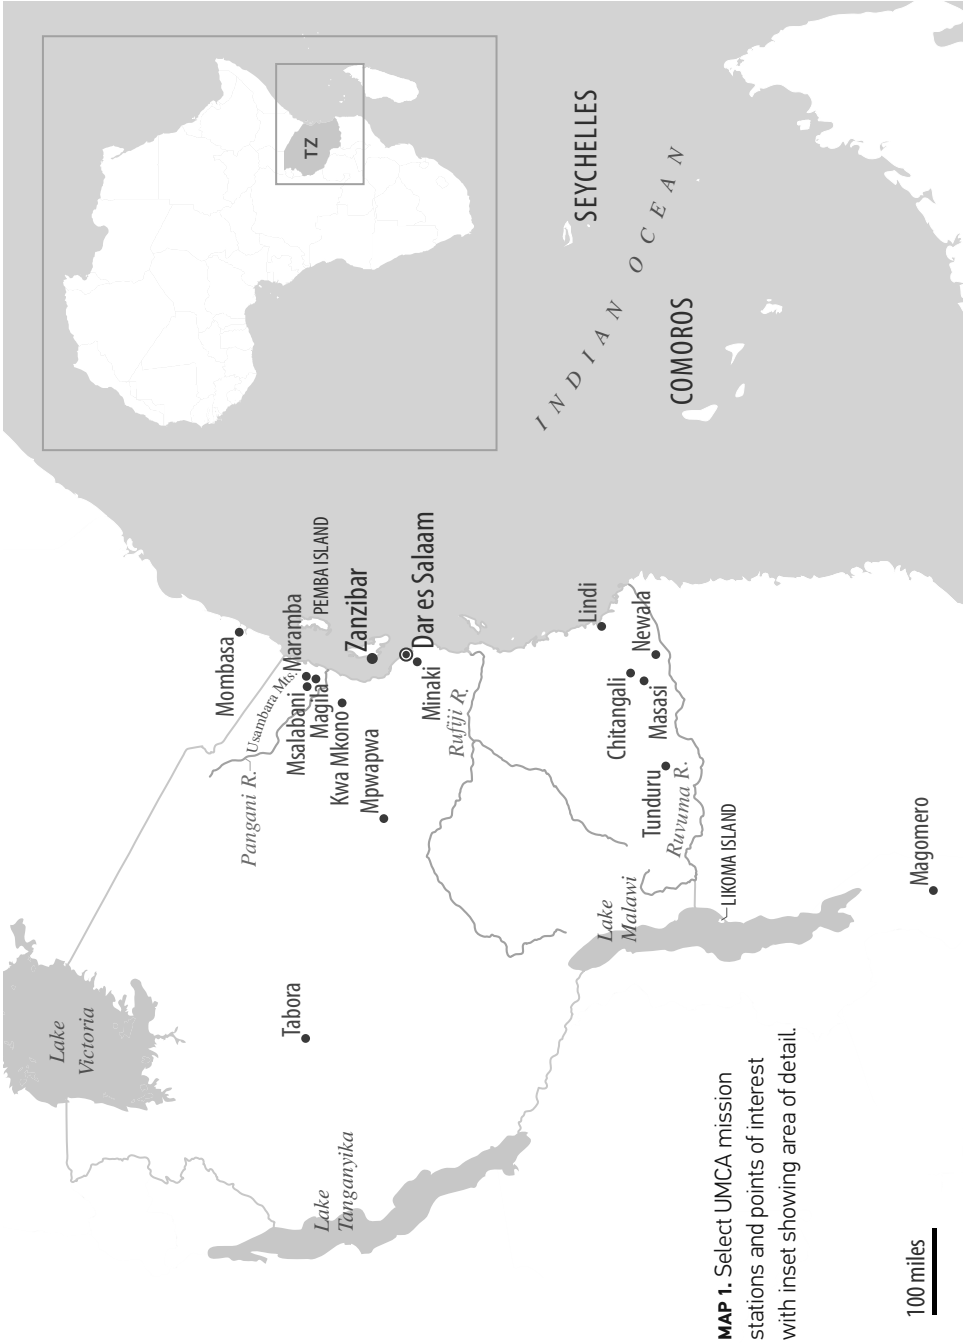 TZ
SEYCHELLES
INDIAN OCEAN
COMOROS
Lake
Victoria
Mombasa
Pangani R.
Usambara Mts.
Maramba
PEMBA ISLAND
Msalabani
Magila
Zanzibar
Kwa Mkono
Mpwapwa
Dar es Salaam
Minaki
Rufiji R.
Tabora
Lake
Tanganyika
Lindi
Newala
Chitangali
Masasi
Tunduru
Ruvuma R.
Lake
Malawi
LIKOMA ISLAND
Magomero
MAP 1. Select UMCA mission
stations and points of interest
with inset showing area of detail.
100 miles